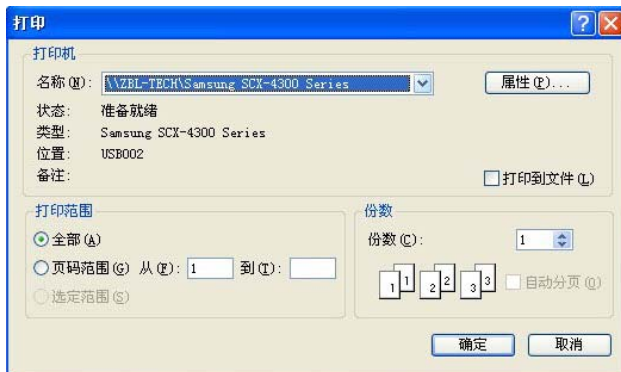 打印
打印机
名称(N): \\ZBL-TECH\Samsung SCX-4300 Series 属性(P)...
状态: 准备就绪
类型: Samsung SCX-4300 Series
位置: USB002
备注: 打印到文件(L)
打印范围 份数
全部(A) 份数(C): 1
页码范围(G) 从(F): 1 到(T):
1 1 2 2 3 3 自动分页(O)
选定范围(S)
确定 取消